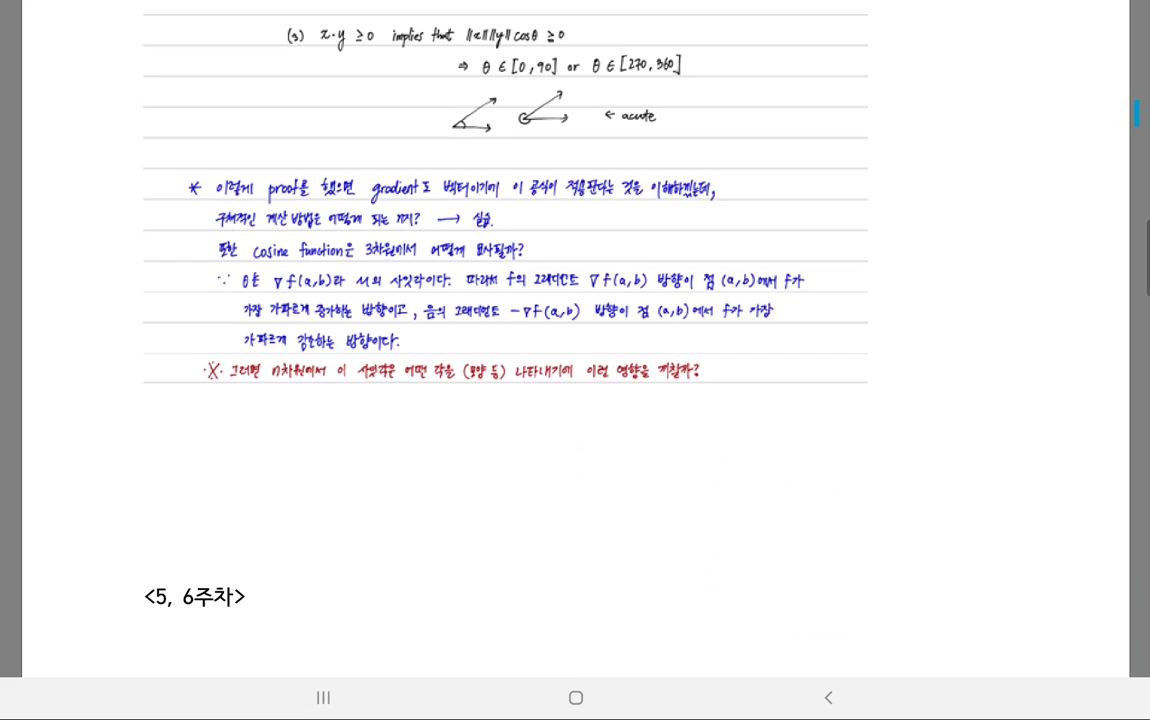 (3) x·y ≥ 0 implies that ||x|| ||y|| cosθ ≥ 0
⇒ θ ∈ [0, 90] or θ ∈ [270, 360]
← acute
* 이렇게 proof를 했으면 gradient도 벡터이기에 이 공식이 적용된다는 것을 이해하겠는데,
구체적인 계산 방법은 어떻게 되는 거지? → 실습.
또한 cosine function은 3차원에서 어떻게 묘사될까?
∵ θ는 ∇f(a,b)와 u의 사잇각이다. 따라서 f의 그래디언트 ∇f(a,b) 방향이 점 (a,b)에서 f가
가장 가파르게 증가하는 방향이고, 음의 그래디언트 -∇f(a,b) 방향이 점 (a,b)에서 f가 가장
가파르게 감소하는 방향이다.
※ 그러면 n차원에서 이 사잇각은 어떤 각을 (모양 등) 나타내기에 이런 영향을 끼칠까?
<5, 6주차>